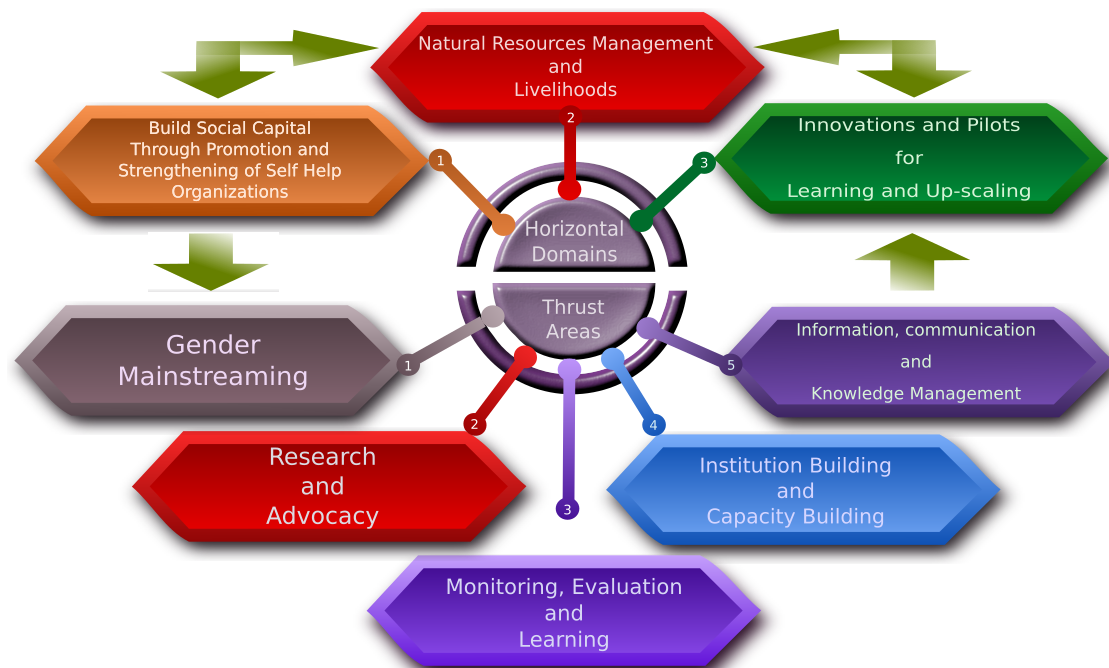 Natural Resources Management
and
Livelihoods
2
Build Social Capital
Through Promotion and
Strengthening of Self Help
Organizations
1
Innovations and Pilots
for
Learning and Up-scaling
3
Horizontal
Domains
Thrust
Areas
Gender
Mainstreaming
1
Information, communication
and
Knowledge Management
5
Research
and
Advocacy
2
Institution Building
and
Capacity Building
4
3
Monitoring, Evaluation
and
Learning